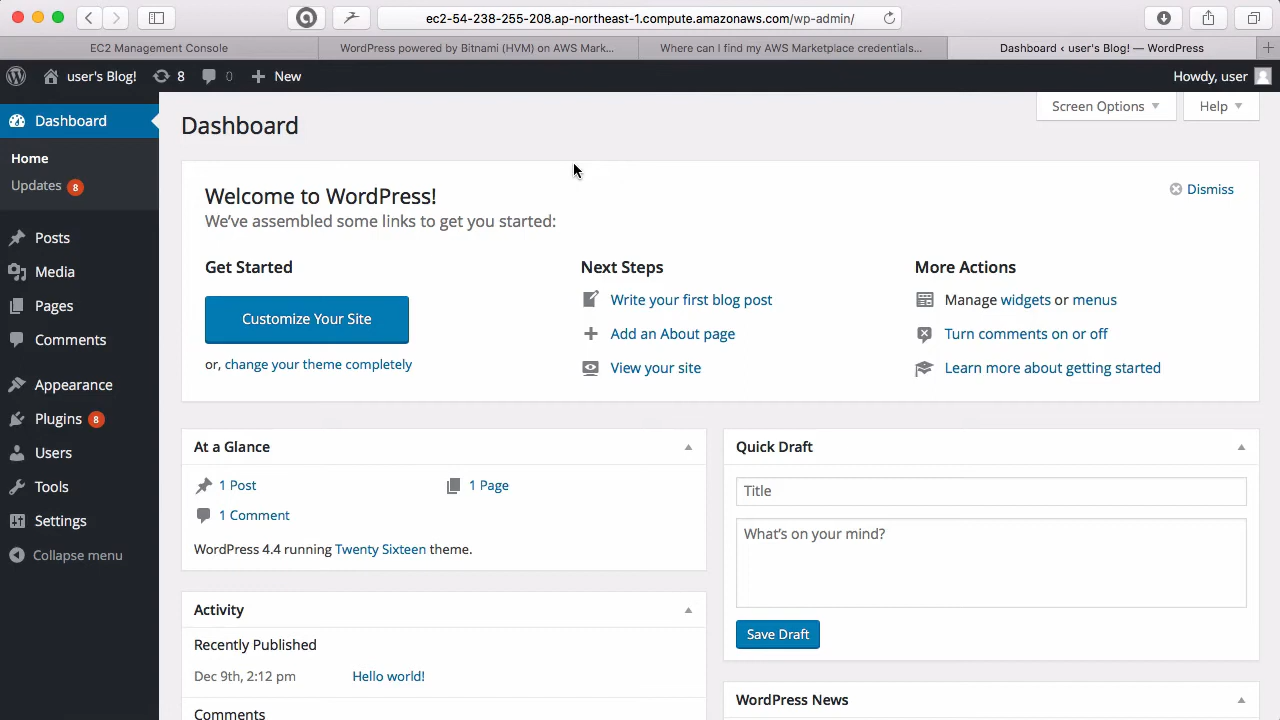 ec2-54-238-255-208.ap-northeast-1.compute.amazonaws.com/wp-admin/
EC2 Management Console
WordPress powered by Bitnami (HVM) on AWS Mark...
Where can I find my AWS Marketplace credentials...
Dashboard ‹ user's Blog! — WordPress
user's Blog!
8
0
New
Howdy, user
Dashboard
Home
Updates 8
Posts
Media
Pages
Comments
Appearance
Plugins 8
Users
Tools
Settings
Collapse menu
Screen Options
Help
Dashboard
Welcome to WordPress!
We've assembled some links to get you started:
Dismiss
Get Started
Customize Your Site
or, change your theme completely
Next Steps
Write your first blog post
Add an About page
View your site
More Actions
Manage widgets or menus
Turn comments on or off
Learn more about getting started
At a Glance
1 Post
1 Page
1 Comment
WordPress 4.4 running Twenty Sixteen theme.
Activity
Recently Published
Dec 9th, 2:12 pm
Hello world!
Comments
Quick Draft
Title
What's on your mind?
Save Draft
WordPress News